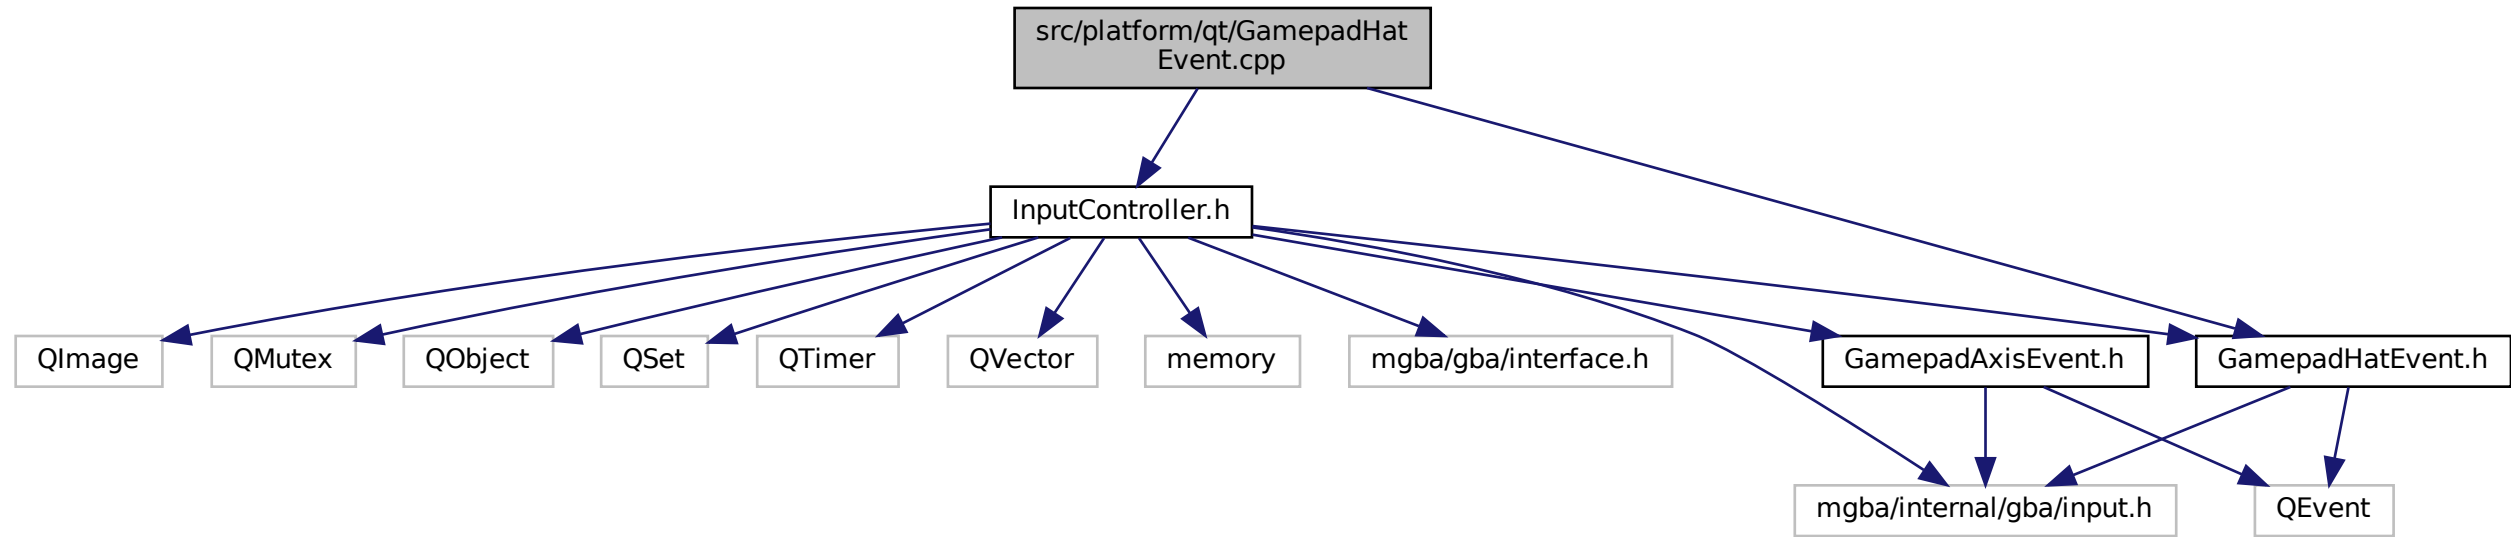 src/platform/qt/GamepadHat
Event.cpp
InputController.h
QImage
QMutex
QObject
QSet
QTimer
QVector
memory
mgba/gba/interface.h
GamepadAxisEvent.h
GamepadHatEvent.h
mgba/internal/gba/input.h
QEvent